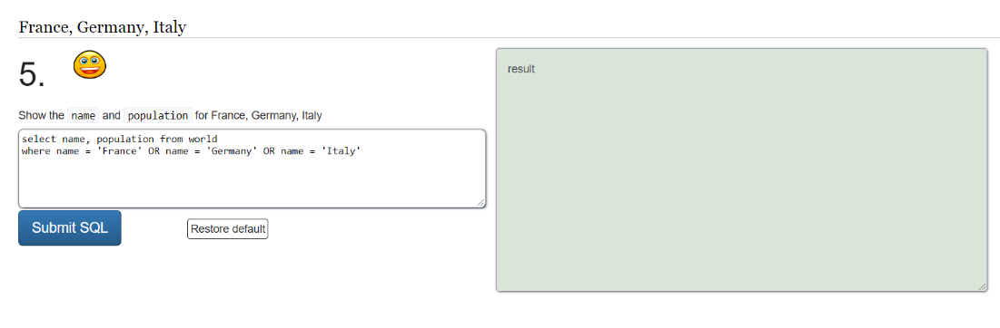 France, Germany, Italy
5.
Show the name and population for France, Germany, Italy
select name, population from world
where name = 'France' OR name = 'Germany' OR name = 'Italy'
Submit SQL
Restore default
result